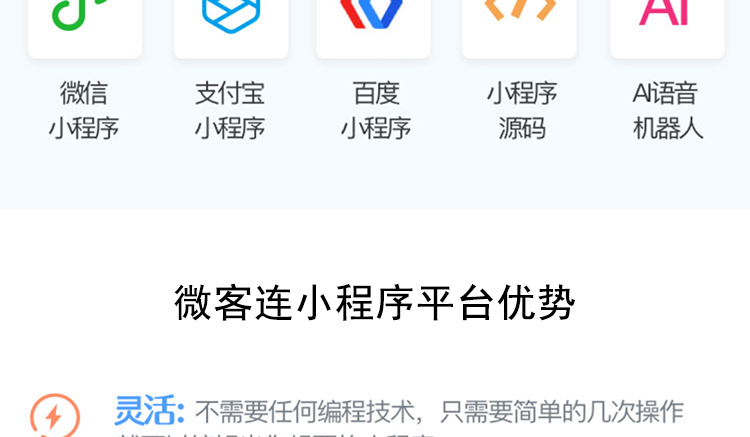 AI
微信 支付宝 百度 小程序 AI语音
小程序 小程序 小程序 源码 机器人
微客连小程序平台优势
灵活: 不需要任何编程技术，只需要简单的几次操作